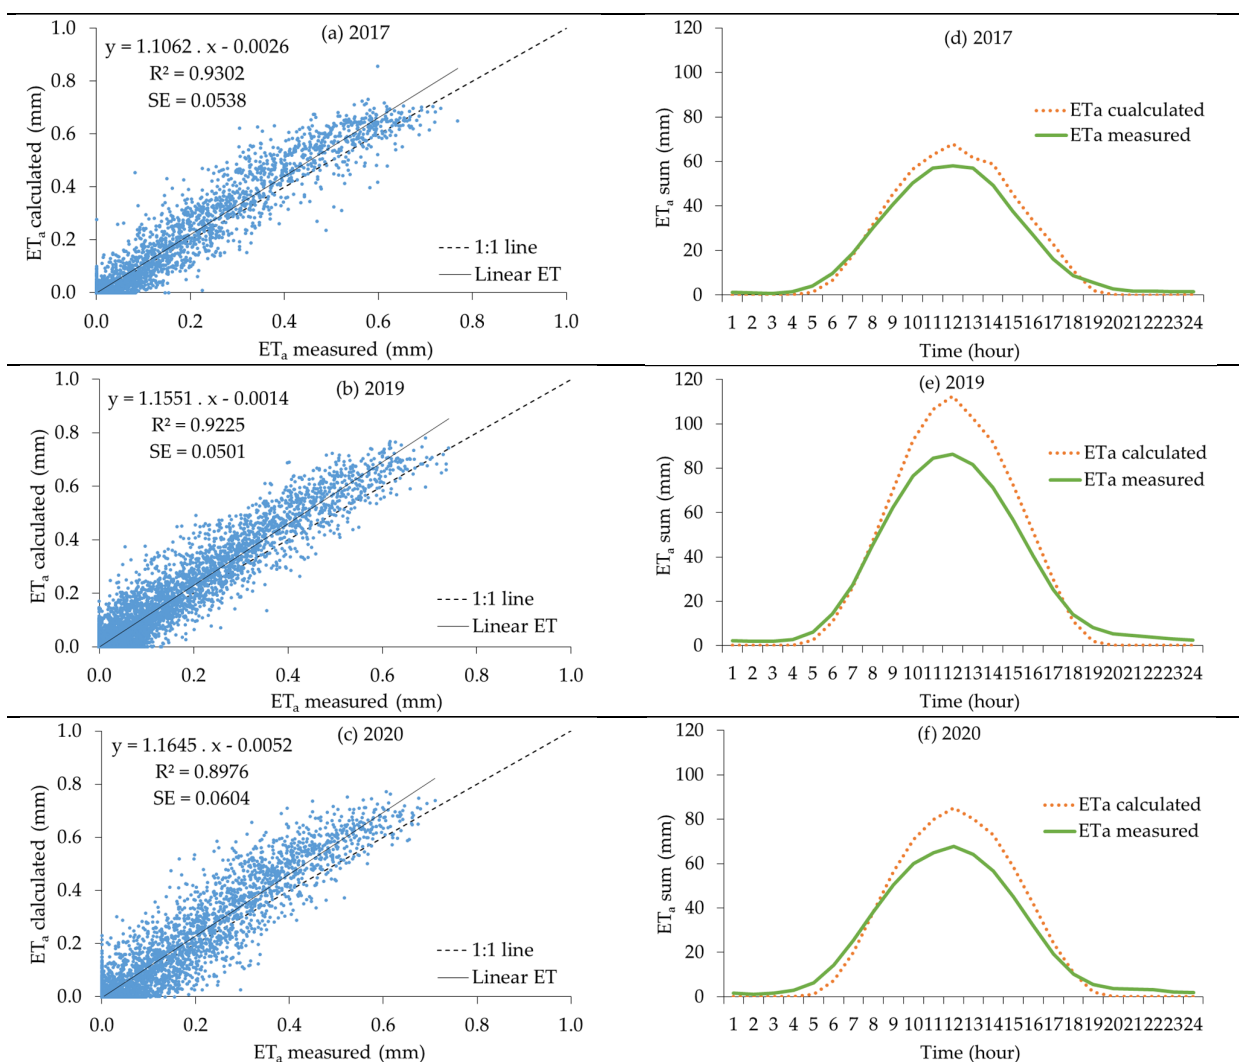 (a) 2017
y = 1.1062 . x - 0.0026
R² = 0.9302
SE = 0.0538
ETₐ calculated (mm)
1.0
0.8
0.6
0.4
0.2
0.0
1:1 line
Linear ET
0.0 0.2 0.4 0.6 0.8 1.0
ETₐ measured (mm)
(d) 2017
ETₐ sum (mm)
120
100
80
60
40
20
0
ETa cualculated
ETa measured
1 2 3 4 5 6 7 8 9 101112131415161718192021222324
Time (hour)
(b) 2019
y = 1.1551 . x - 0.0014
R² = 0.9225
SE = 0.0501
ETₐ calculated (mm)
1.0
0.8
0.6
0.4
0.2
0.0
1:1 line
Linear ET
0.0 0.2 0.4 0.6 0.8 1.0
ETₐ measured (mm)
(e) 2019
ETₐ sum (mm)
120
100
80
60
40
20
0
ETa calculated
ETa measured
1 2 3 4 5 6 7 8 9 101112131415161718192021222324
Time (hour)
(c) 2020
y = 1.1645 . x - 0.0052
R² = 0.8976
SE = 0.0604
ETₐ clalculated (mm)
1.0
0.8
0.6
0.4
0.2
0.0
1:1 line
Linear ET
0.0 0.2 0.4 0.6 0.8 1.0
ETₐ measured (mm)
(f) 2020
ETₐ sum (mm)
120
100
80
60
40
20
0
ETa calculated
ETa measured
1 2 3 4 5 6 7 8 9 101112131415161718192021222324
Time (hour)